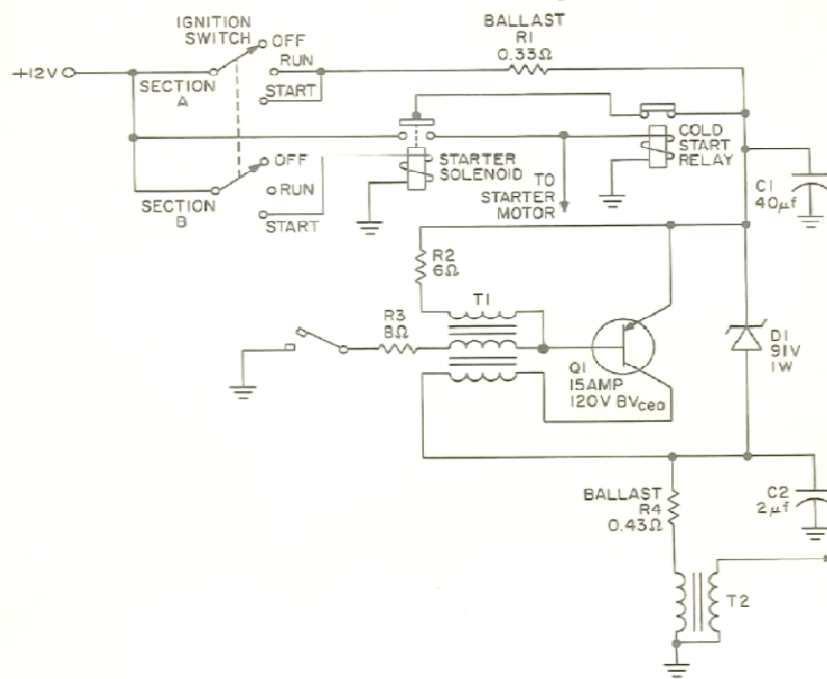 IGNITION
SWITCH
OFF
RUN
START
+12V
SECTION
A
BALLAST
R1
0.33Ω
OFF
RUN
START
SECTION
B
STARTER
SOLENOID
TO
STARTER
MOTOR
COLD
START
RELAY
C1
40μf
R2
6Ω
T1
R3
8Ω
Q1
15AMP
120V BVceo
D1
91V
1W
BALLAST
R4
0.43Ω
C2
2μf
T2